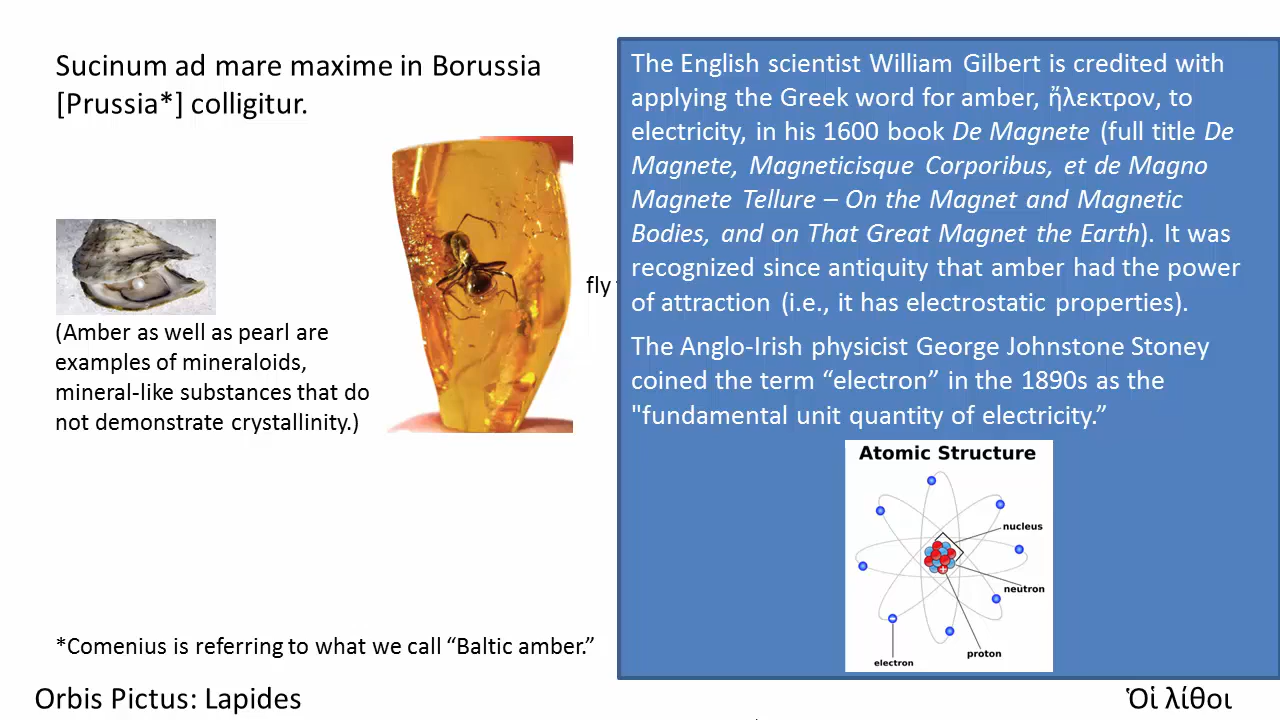 Sucinum ad mare maxime in Borussia
[Prussia*] colligitur.
(Amber as well as pearl are
examples of mineraloids,
mineral-like substances that do
not demonstrate crystallinity.)
fly
*Comenius is referring to what we call “Baltic amber.”
The English scientist William Gilbert is credited with
applying the Greek word for amber, ἤλεκτρον, to
electricity, in his 1600 book De Magnete (full title De
Magnete, Magneticisque Corporibus, et de Magno
Magnete Tellure – On the Magnet and Magnetic
Bodies, and on That Great Magnet the Earth). It was
recognized since antiquity that amber had the power
of attraction (i.e., it has electrostatic properties).
The Anglo-Irish physicist George Johnstone Stoney
coined the term “electron” in the 1890s as the
"fundamental unit quantity of electricity.”
Atomic Structure
nucleus
neutron
proton
electron
Orbis Pictus: Lapides
Ὁἱ λίθοι